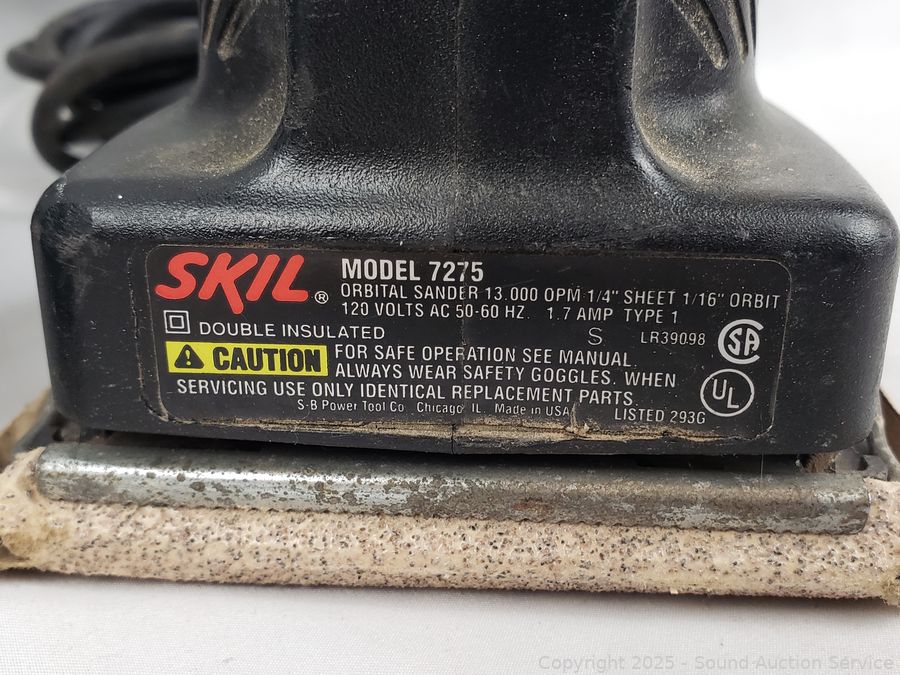 SKIL®
MODEL 7275
ORBITAL SANDER 13.000 OPM 1/4" SHEET 1/16" ORBIT
120 VOLTS AC 50-60 HZ. 1.7 AMP TYPE 1
DOUBLE INSULATED
S LR39098
CAUTION
FOR SAFE OPERATION SEE MANUAL.
ALWAYS WEAR SAFETY GOGGLES. WHEN
SERVICING USE ONLY IDENTICAL REPLACEMENT PARTS.
S-B Power Tool Co. Chicago IL. Made in USA
SA
UL
LISTED 293G
Copyright 2025 - Sound Auction Service